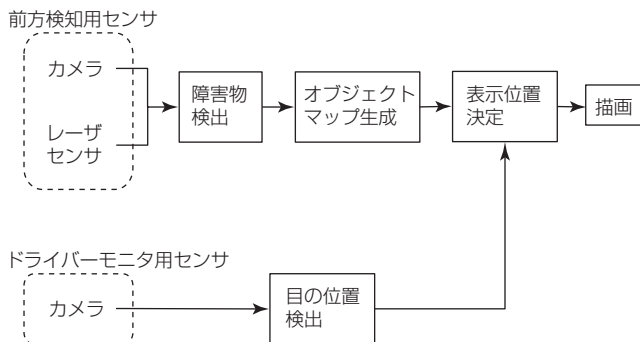 前方検知用センサ
カメラ
レーザ
センサ
障害物
検出
オブジェクト
マップ生成
表示位置
決定
描画
ドライバーモニタ用センサ
カメラ
目の位置
検出